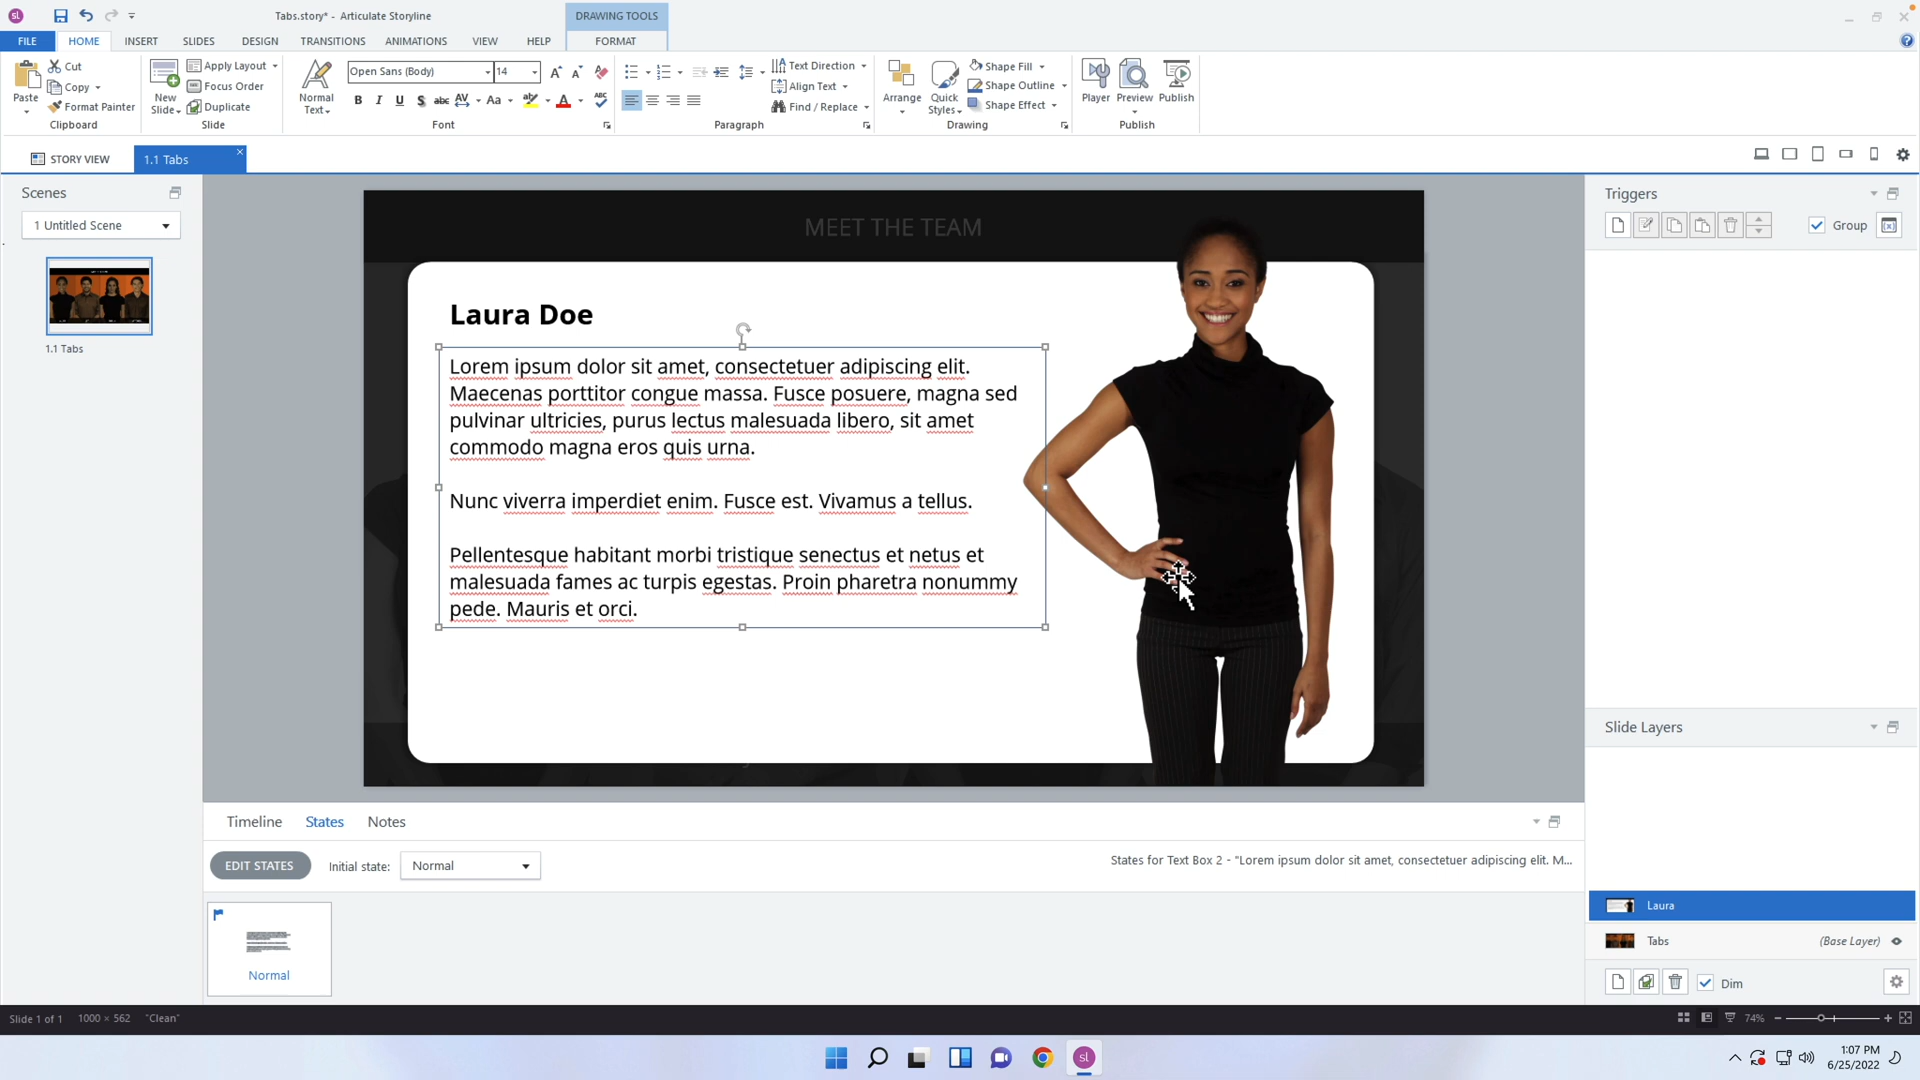 Tabs.story* - Articulate Storyline
DRAWING TOOLS
FILE HOME INSERT SLIDES DESIGN TRANSITIONS ANIMATIONS VIEW HELP FORMAT
Paste
Cut
Copy
Format Painter
Clipboard
New Slide
Apply Layout
Focus Order
Duplicate
Slide
Normal Text
Open Sans (Body) 14
B I U S abc AV Aa A ABC
Font
Text Direction
Align Text
Find / Replace
Paragraph
Arrange
Quick Styles
Shape Fill
Shape Outline
Shape Effect
Drawing
Player
Preview
Publish
Publish
STORY VIEW
1.1 Tabs
Scenes
1 Untitled Scene
1.1 Tabs
MEET THE TEAM
Laura Doe
Lorem ipsum dolor sit amet, consectetuer adipiscing elit.
Maecenas porttitor congue massa. Fusce posuere, magna sed
pulvinar ultricies, purus lectus malesuada libero, sit amet
commodo magna eros quis urna.
Nunc viverra imperdiet enim. Fusce est. Vivamus a tellus.
Pellentesque habitant morbi tristique senectus et netus et
malesuada fames ac turpis egestas. Proin pharetra nonummy
pede. Mauris et orci.
Triggers
Group
Slide Layers
Laura
Tabs (Base Layer)
Dim
Timeline States Notes
EDIT STATES Initial state: Normal
States for Text Box 2 - "Lorem ipsum dolor sit amet, consectetuer adipiscing elit. M...
Normal
Slide 1 of 1 1000 × 562 "Clean"
74%
1:07 PM
6/25/2022